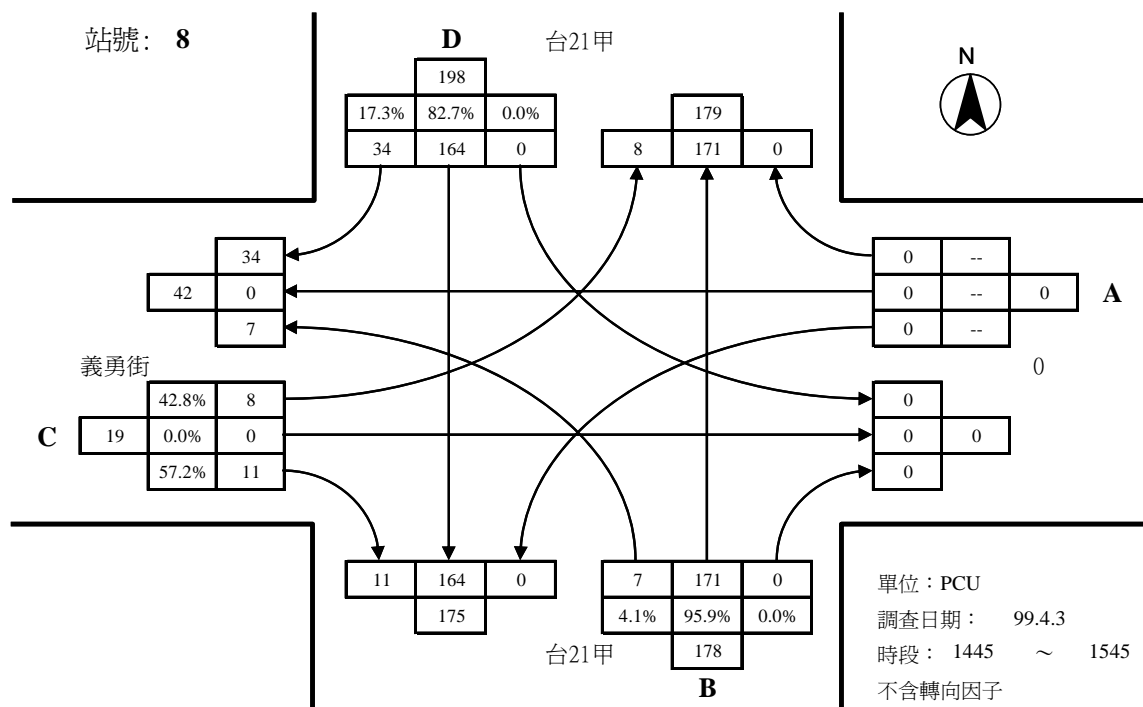 站號： 8
D
台21甲
N
198
17.3% 82.7% 0.0%
34 164 0
179
8 171 0
34
42 0
7
0 --
0 -- 0
0 --
A
義勇街
0
C
42.8% 8
19 0.0% 0
57.2% 11
0
0 0
0
11 164 0
175
7 171 0
4.1% 95.9% 0.0%
178
台21甲
B
單位：PCU
調查日期： 99.4.3
時段： 1445 ～ 1545
不含轉向因子